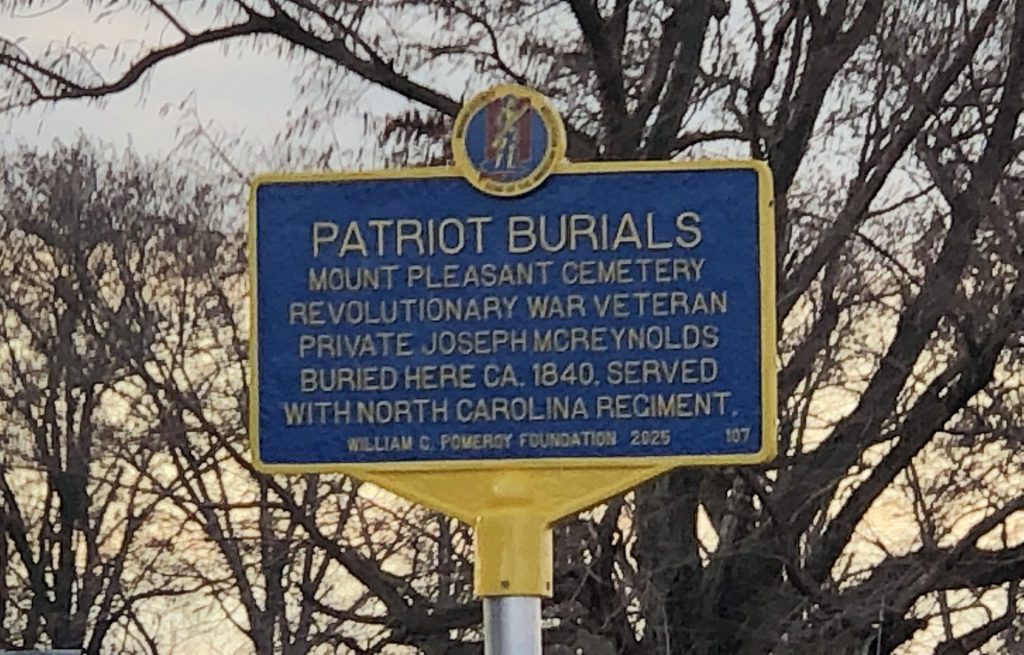 PATRIOT BURIALS
MOUNT PLEASANT CEMETERY
REVOLUTIONARY WAR VETERAN
PRIVATE JOSEPH MCREYNOLDS
BURIED HERE CA. 1840. SERVED
WITH NORTH CAROLINA REGIMENT.
WILLIAM C. POMEROY FOUNDATION 2025 107